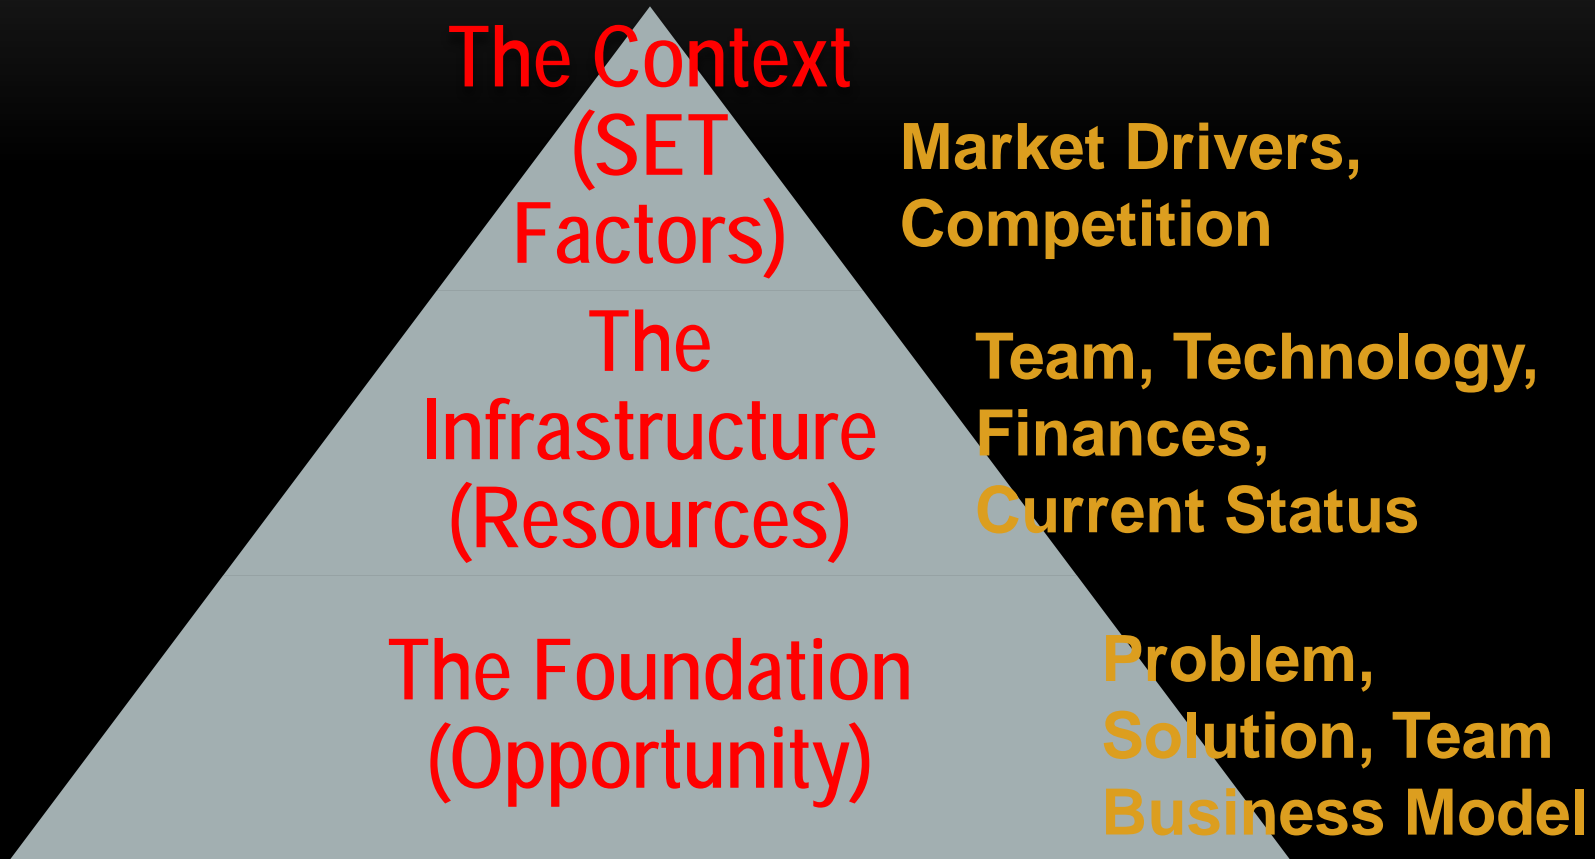 The Context
(SET
Factors)
Market Drivers,
Competition
The
Infrastructure
(Resources)
Team, Technology,
Finances,
Current Status
The Foundation
(Opportunity)
Problem,
Solution, Team
Business Model